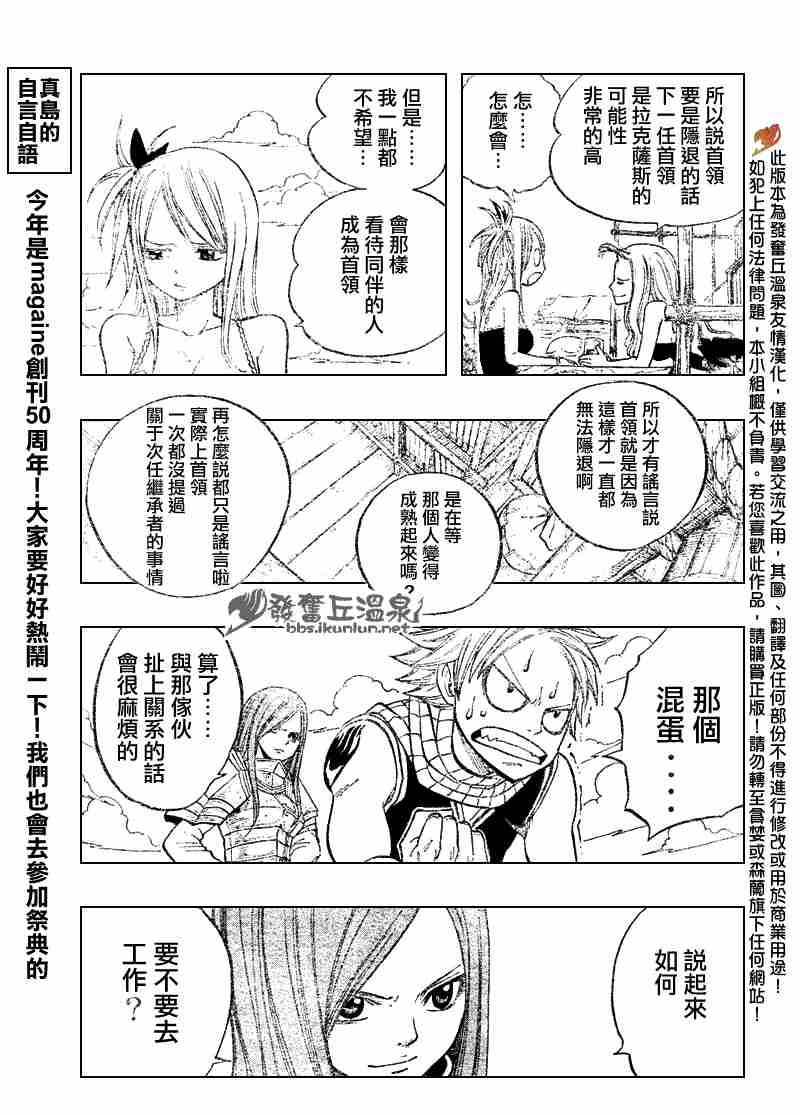 所以説首領
要是隱退的話
下一任首領
是拉克薩斯的
可能性
非常的高
怎……
怎麼會…
但是…
我一點都
不希望…
會那樣
看待同伴的人
成為首領
所以才有謠言説
首領就是因為
這樣才一直都
無法隱退啊
是在等
那個人變得
成熟起來嗎?
再怎麼說都只是謠言啦
實際上首領
一次都沒提過
關于次任繼承者的事情
發奮丘溫泉
bbs.ikunlun.net
那個
混蛋……
算了……
與那傢伙
扯上關系的話
會很麻煩的
説起來
如何
要不要去
工作?
真島的
自言自語
今年是magaine創刊50周年!大家要好好熱鬧一下!我們也會去參加祭典的
此版本為發奮丘溫泉友情漢化，僅供學習交流之用，其圖、翻譯及任何部份不得進行修改或用於商業用途!
如犯上任何法律問題，本小組概不負責。若您喜歡此作品，請購買正版!請勿轉至貪婪或森蘭旗下任何網站!